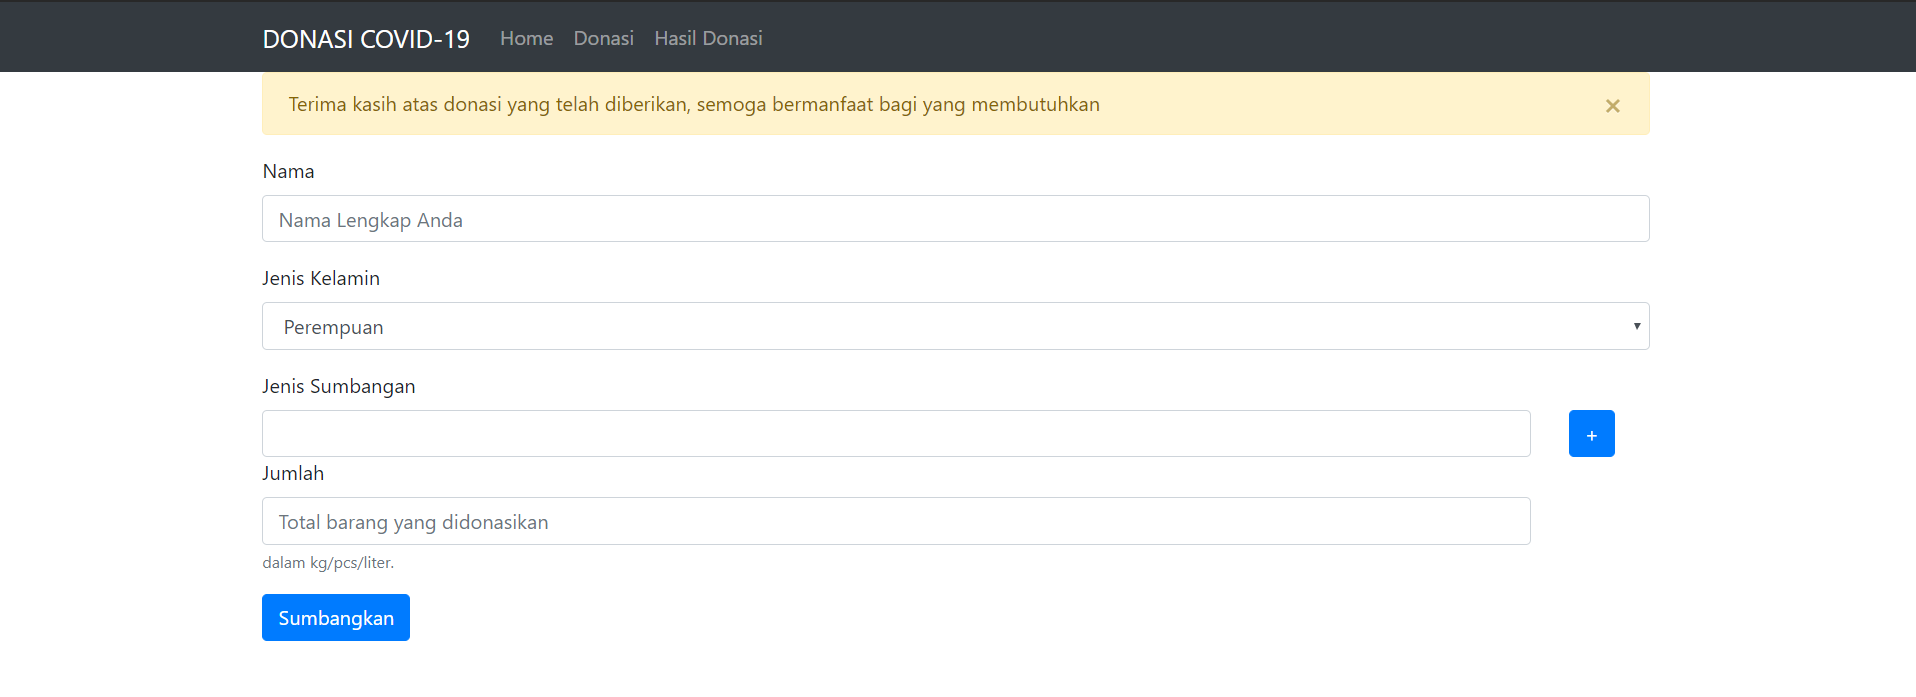 DONASI COVID-19 Home Donasi Hasil Donasi
Terima kasih atas donasi yang telah diberikan, semoga bermanfaat bagi yang membutuhkan ×
Nama
Nama Lengkap Anda
Jenis Kelamin
Perempuan
Jenis Sumbangan
+
Jumlah
Total barang yang didonasikan
dalam kg/pcs/liter.
Sumbangkan